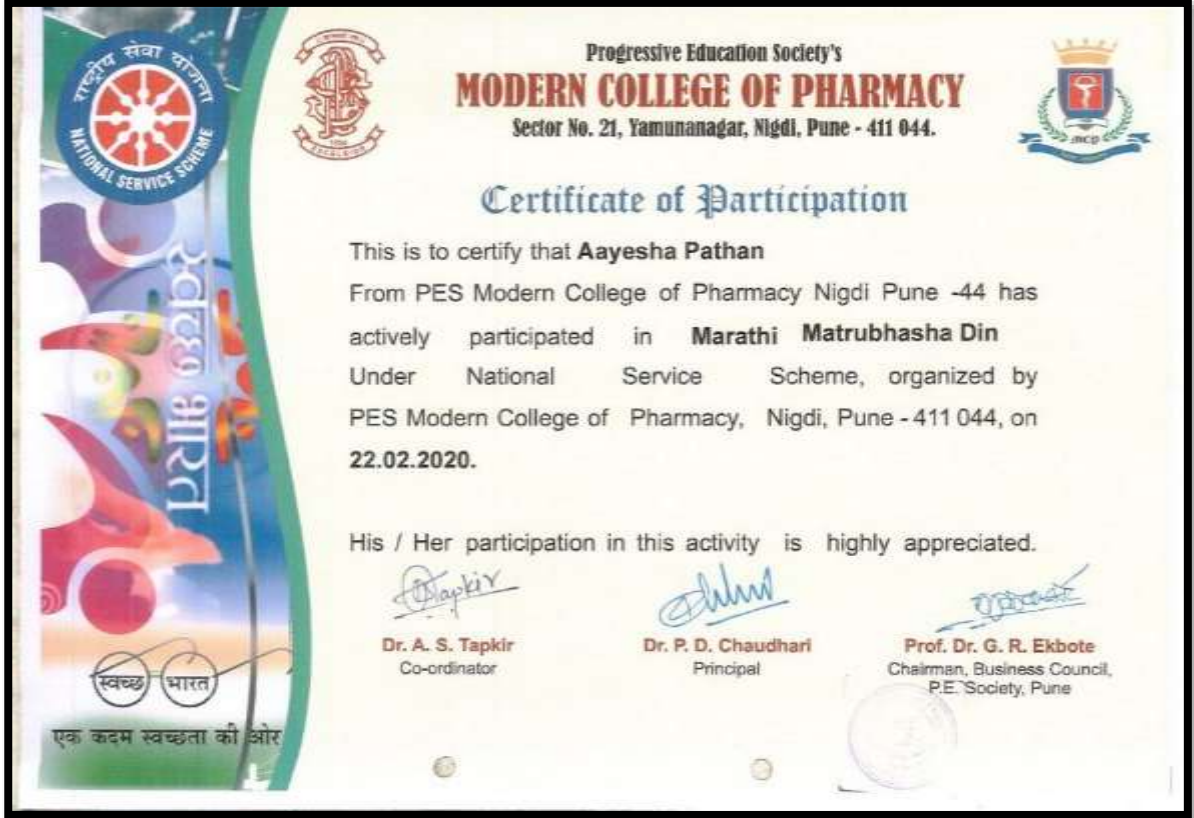 राष्ट्रीय सेवा योजना
NATIONAL SERVICE SCHEME
Progressive Education Society's
MODERN COLLEGE OF PHARMACY
Sector No. 21, Yamunanagar, Nigdi, Pune - 411 044.
mcp
Certificate of Participation
This is to certify that Aayesha Pathan
From PES Modern College of Pharmacy Nigdi Pune -44 has
actively participated in Marathi Matrubhasha Din
Under National Service Scheme, organized by
PES Modern College of Pharmacy, Nigdi, Pune - 411 044, on
22.02.2020.
His / Her participation in this activity is highly appreciated.
स्वच्छ भारत
Tapkir
Dr. A. S. Tapkir
Co-ordinator
Dr. P. D. Chaudhari
Principal
Prof. Dr. G. R. Ekbote
Chairman, Business Council,
P.E. Society, Pune
स्वच्छ भारत
एक कदम स्वच्छता की ओर